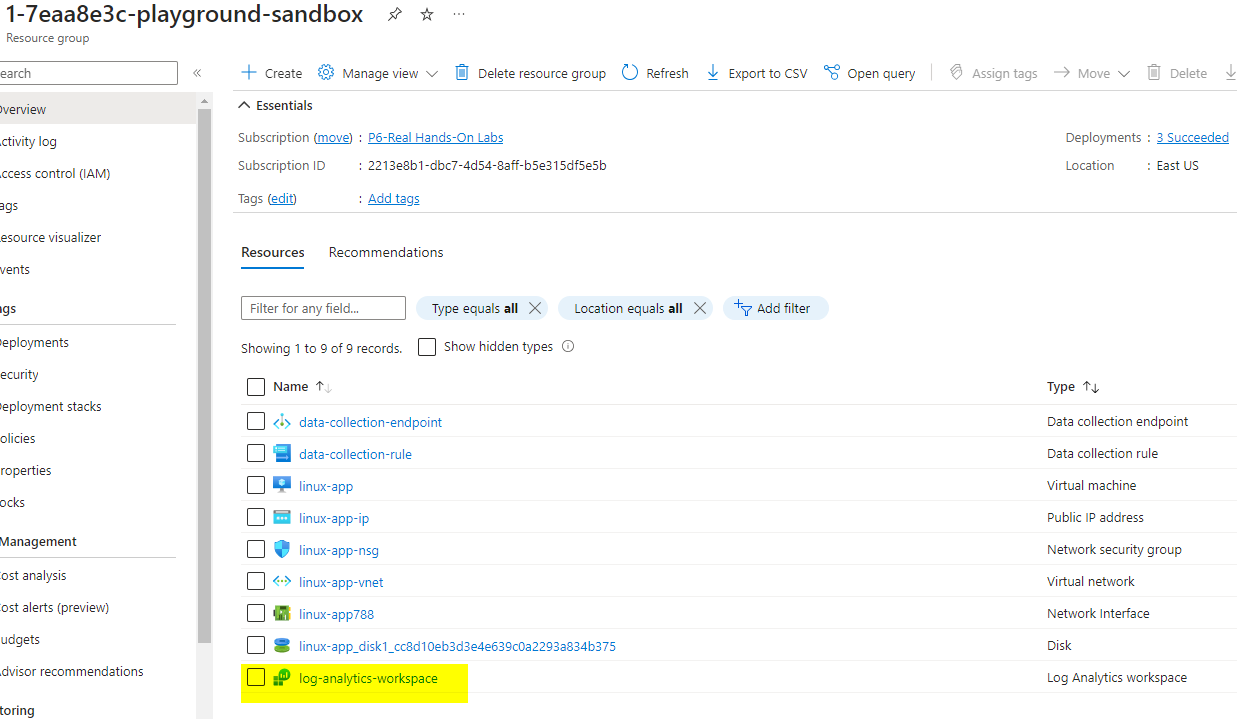 1-7eaa8e3c-playground-sandbox
Resource group
earch
Create Manage view Delete resource group Refresh Export to CSV Open query Assign tags Move Delete
Overview
ctivity log
ccess control (IAM)
ags
esource visualizer
vents
ngs
Deployments
ecurity
Deployment stacks
olicies
roperties
ocks
Management
ost analysis
ost alerts (preview)
udgets
dvisor recommendations
toring
Essentials
Subscription (move) : P6-Real Hands-On Labs
Subscription ID : 2213e8b1-dbc7-4d54-8aff-b5e315df5e5b
Tags (edit) : Add tags
Deployments : 3 Succeeded
Location : East US
Resources Recommendations
Filter for any field... Type equals all Location equals all Add filter
Showing 1 to 9 of 9 records. Show hidden types
Name Type
data-collection-endpoint Data collection endpoint
data-collection-rule Data collection rule
linux-app Virtual machine
linux-app-ip Public IP address
linux-app-nsg Network security group
linux-app-vnet Virtual network
linux-app788 Network Interface
linux-app_disk1_cc8d10eb3d3e4e639c0a2293a834b375 Disk
log-analytics-workspace Log Analytics workspace